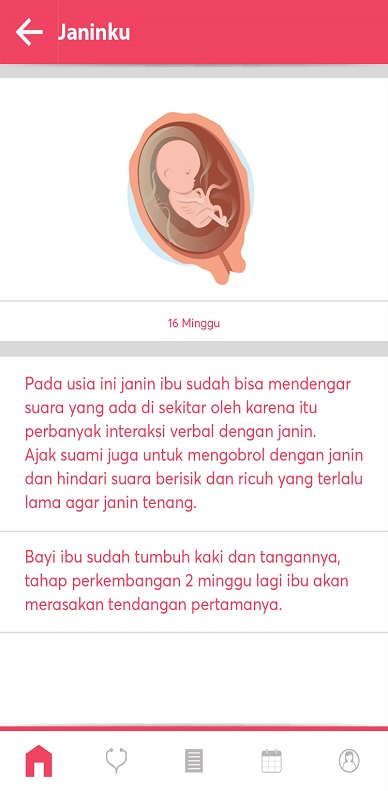 Janinku
16 Minggu
Pada usia ini janin ibu sudah bisa mendengar
suara yang ada di sekitar oleh karena itu
perbanyak interaksi verbal dengan janin.
Ajak suami juga untuk mengobrol dengan janin
dan hindari suara berisik dan ricuh yang terlalu
lama agar janin tenang.
Bayi ibu sudah tumbuh kaki dan tangannya,
tahap perkembangan 2 minggu lagi ibu akan
merasakan tendangan pertamanya.